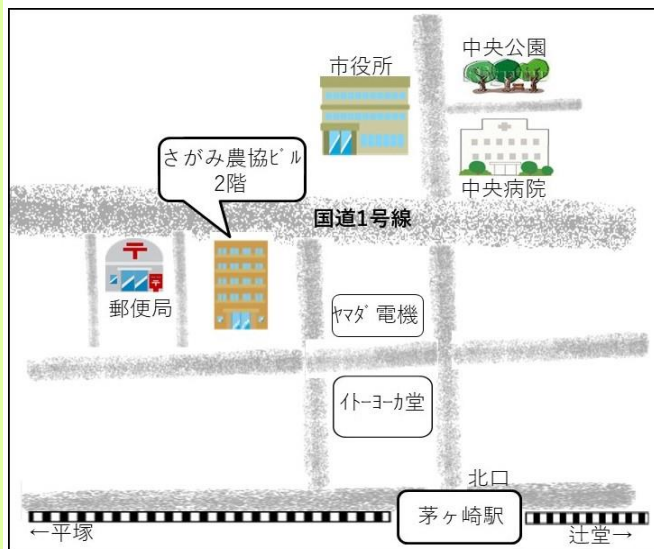 中央公園
市役所
さがみ農協ﾋﾞﾙ
2階
中央病院
国道1号線
郵便局
ﾔﾏﾀﾞ電機
ｲﾄｰﾖｰｶ堂
北口
茅ヶ崎駅
←平塚
辻堂→